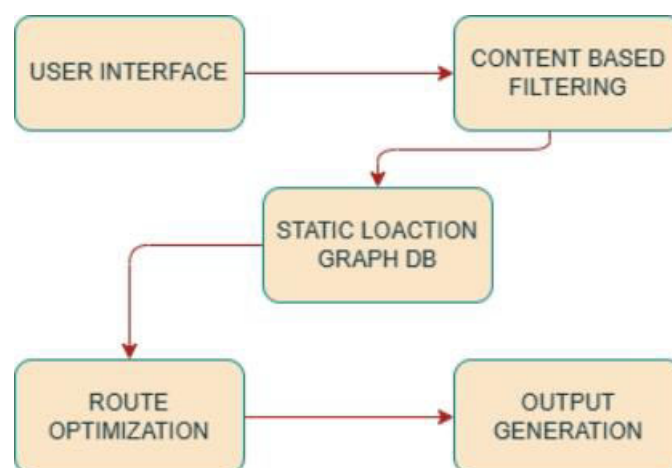 USER INTERFACE
CONTENT BASED
FILTERING
STATIC LOACTION
GRAPH DB
ROUTE
OPTIMIZATION
OUTPUT
GENERATION